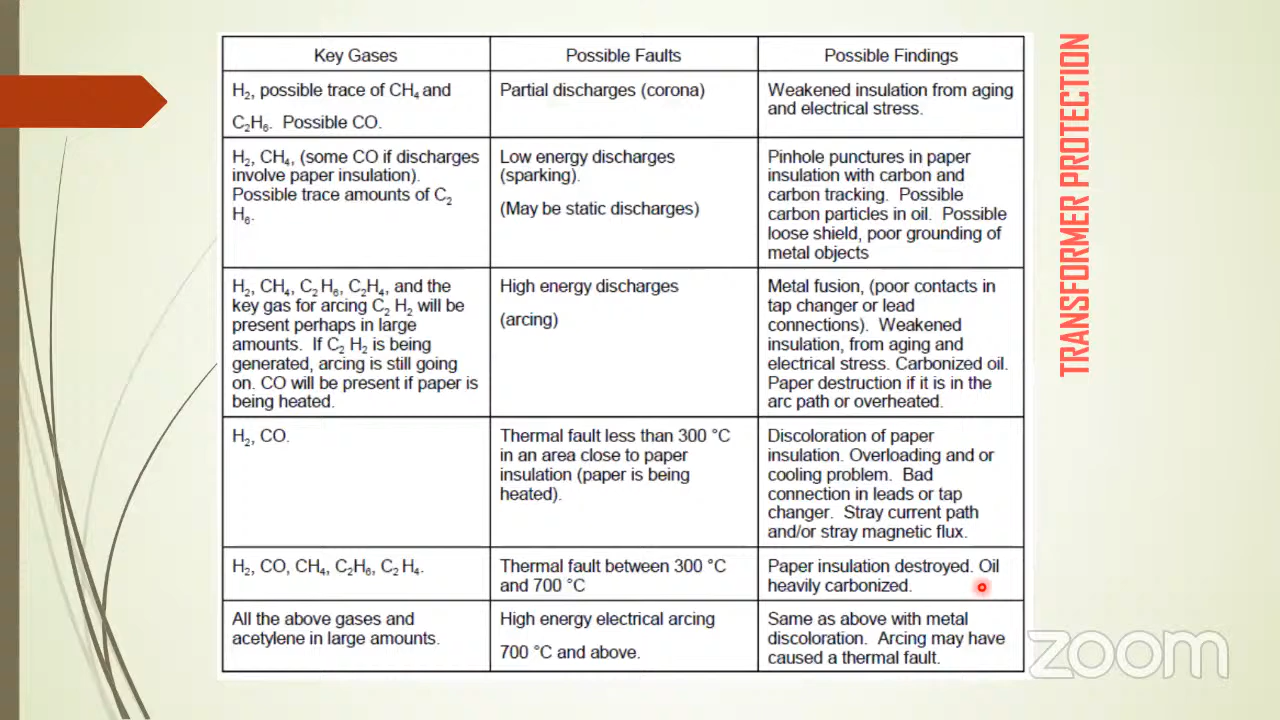 Key Gases
Possible Faults
Possible Findings
H₂, possible trace of CH₄ and
C₂H₆. Possible CO.
Partial discharges (corona)
Weakened insulation from aging
and electrical stress.
H₂, CH₄, (some CO if discharges
involve paper insulation).
Possible trace amounts of C₂
H₆.
Low energy discharges
(sparking).
(May be static discharges)
Pinhole punctures in paper
insulation with carbon and
carbon tracking. Possible
carbon particles in oil. Possible
loose shield, poor grounding of
metal objects
H₂, CH₄, C₂ H₆, C₂H₄, and the
key gas for arcing C₂ H₂ will be
present perhaps in large
amounts. If C₂ H₂ is being
generated, arcing is still going
on. CO will be present if paper is
being heated.
High energy discharges
(arcing)
Metal fusion, (poor contacts in
tap changer or lead
connections). Weakened
insulation, from aging and
electrical stress. Carbonized oil.
Paper destruction if it is in the
arc path or overheated.
H₂, CO.
Thermal fault less than 300 °C
in an area close to paper
insulation (paper is being
heated).
Discoloration of paper
insulation. Overloading and or
cooling problem. Bad
connection in leads or tap
changer. Stray current path
and/or stray magnetic flux.
H₂, CO, CH₄, C₂H₆, C₂ H₄.
Thermal fault between 300 °C
and 700 °C
Paper insulation destroyed. Oil
heavily carbonized.
All the above gases and
acetylene in large amounts.
High energy electrical arcing
700 °C and above.
Same as above with metal
discoloration. Arcing may have
caused a thermal fault.
TRANSFORMER PROTECTION
zoom